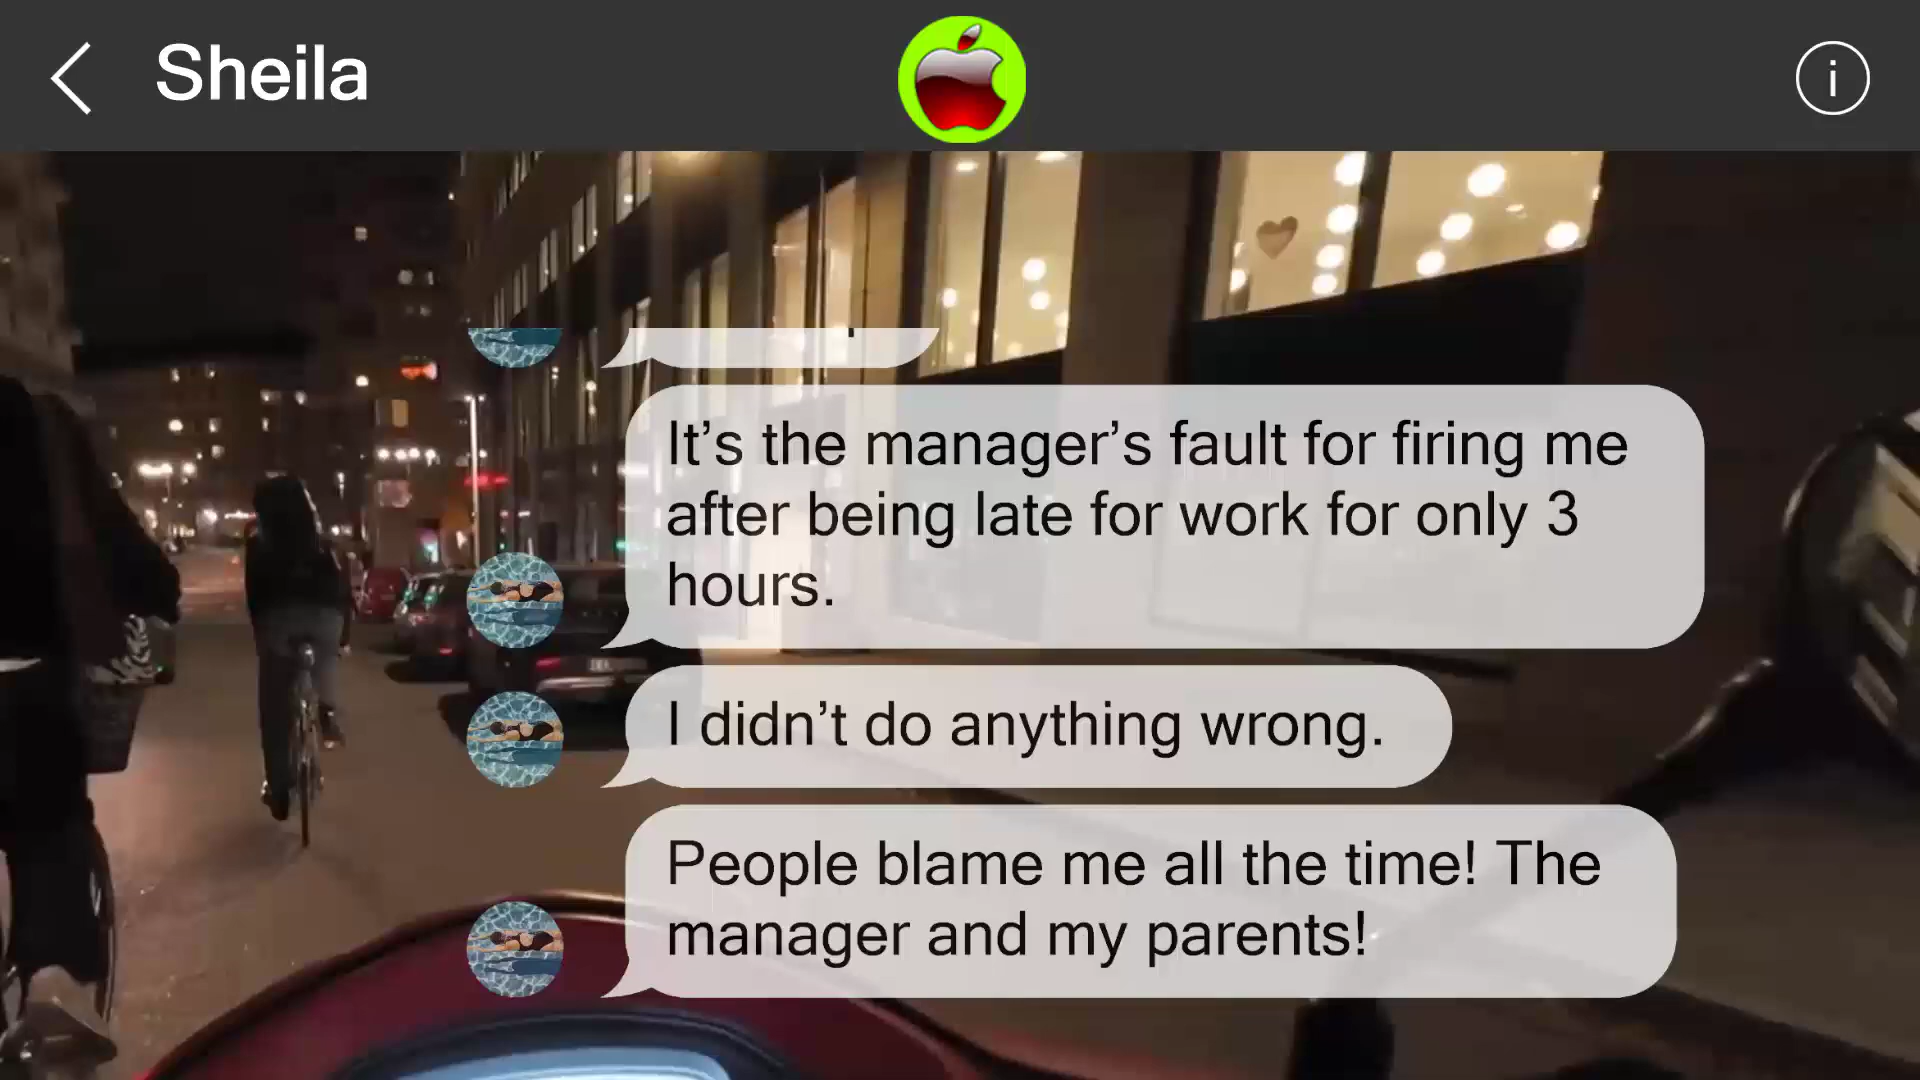 Sheila
It’s the manager’s fault for firing me
after being late for work for only 3
hours.
I didn’t do anything wrong.
People blame me all the time! The
manager and my parents!